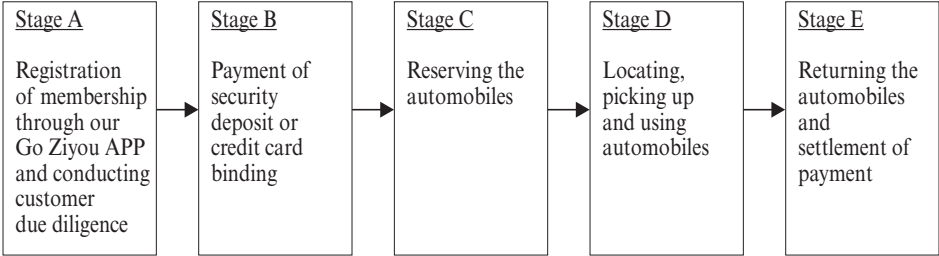 Stage A
Registration
of membership
through our
Go Ziyou APP
and conducting
customer
due diligence
Stage B
Payment of
security
deposit or
credit card
binding
Stage C
Reserving the
automobiles
Stage D
Locating,
picking up
and using
automobiles
Stage E
Returning the
automobiles
and
settlement of
payment